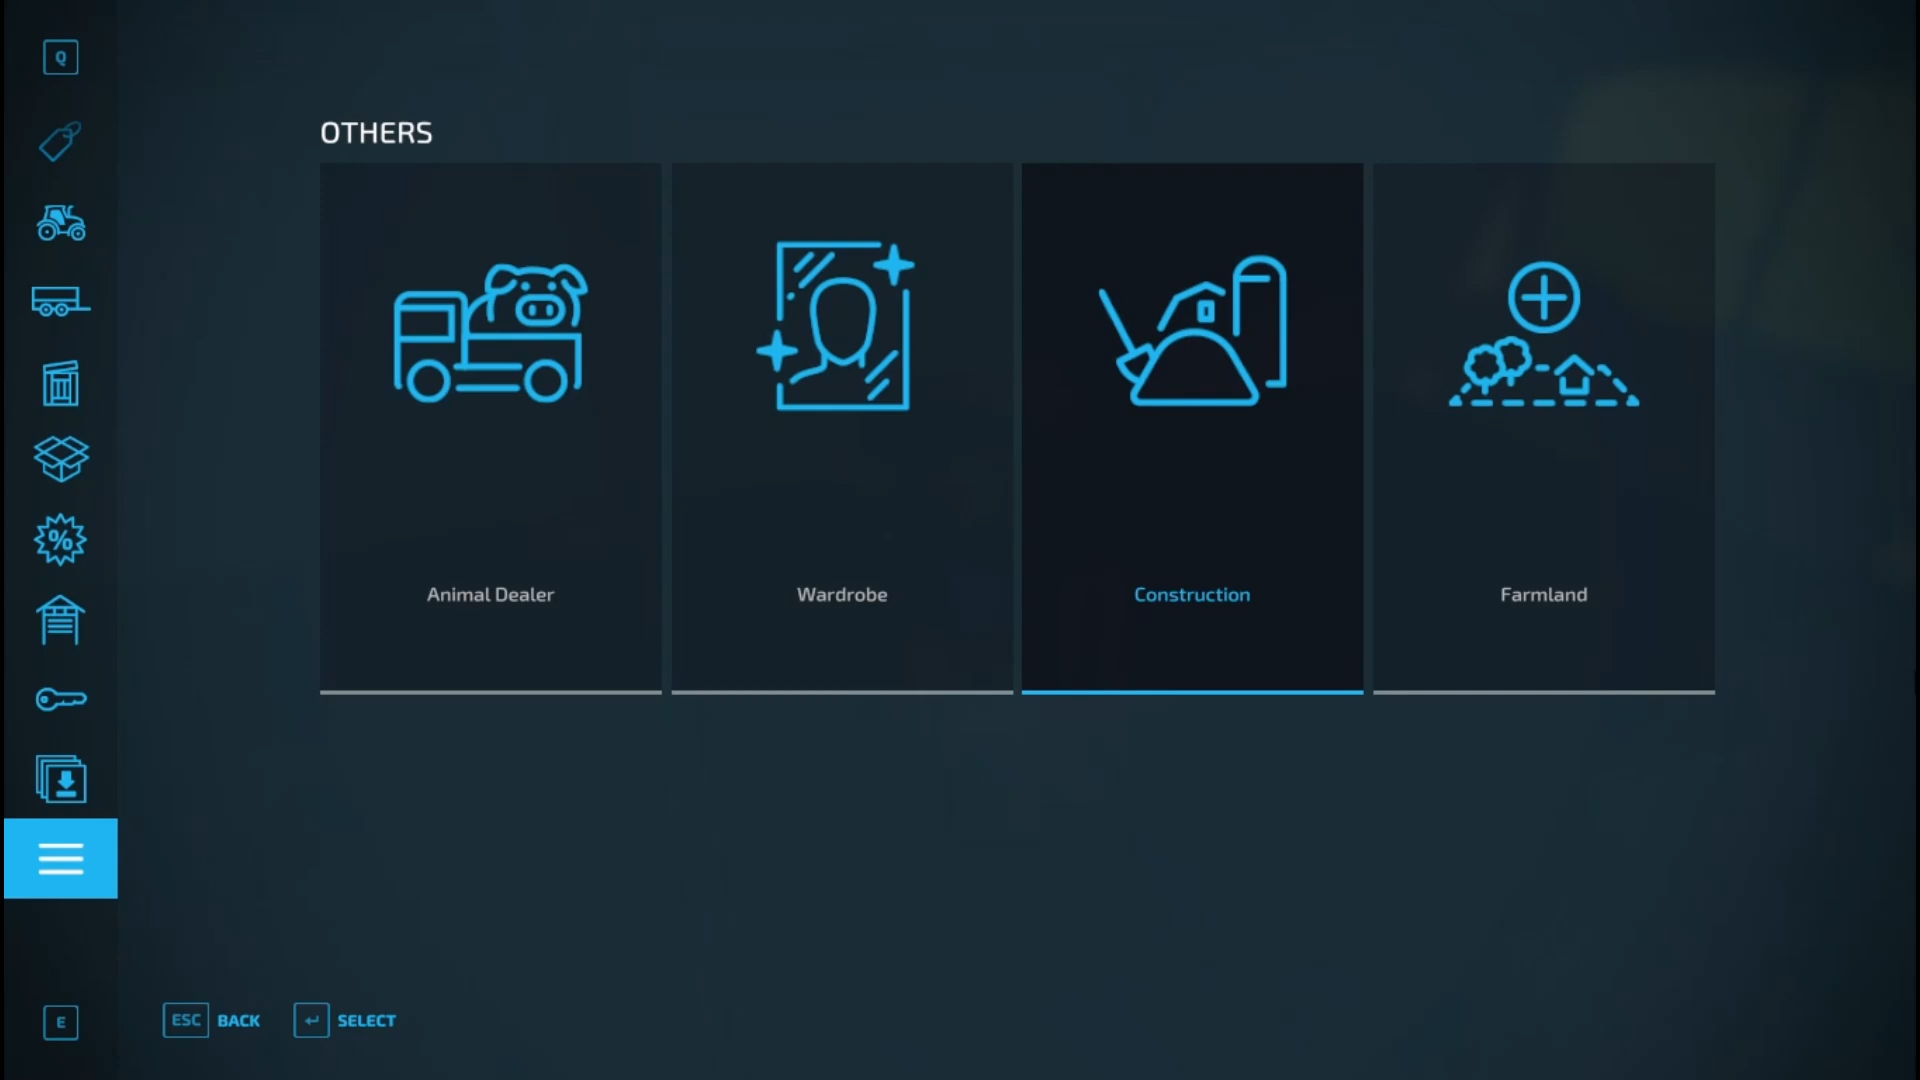 Q
OTHERS
%
Animal Dealer
Wardrobe
Construction
Farmland
E
ESC BACK
SELECT